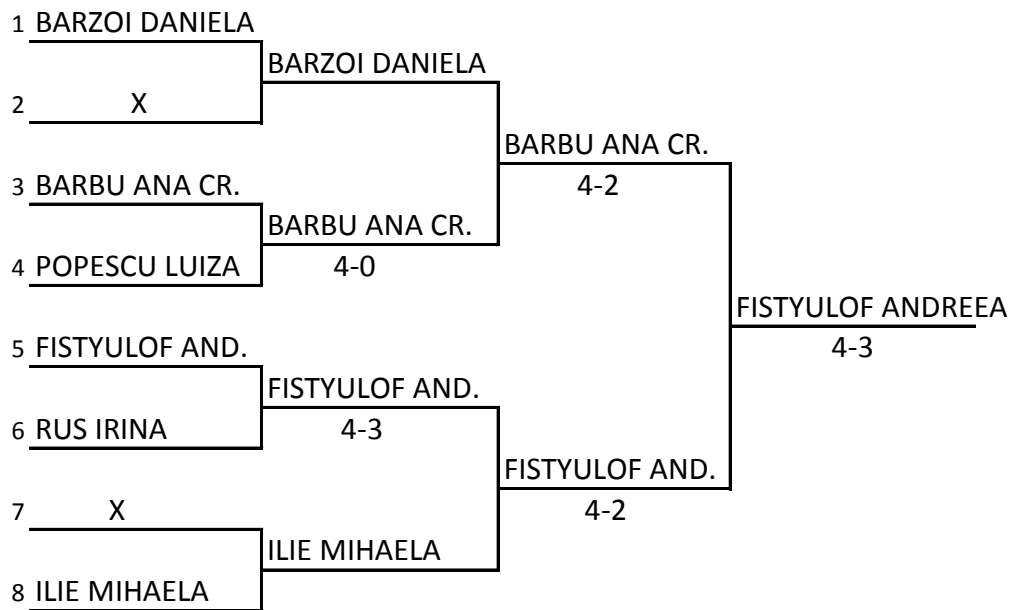 1 BARZOI DANIELA
BARZOI DANIELA
2 X
BARBU ANA CR.
4-2
3 BARBU ANA CR.
BARBU ANA CR.
4-0
4 POPESCU LUIZA
FISTYULOF ANDREEA
4-3
5 FISTYULOF AND.
FISTYULOF AND.
4-3
6 RUS IRINA
FISTYULOF AND.
4-2
7 X
ILIE MIHAELA
8 ILIE MIHAELA